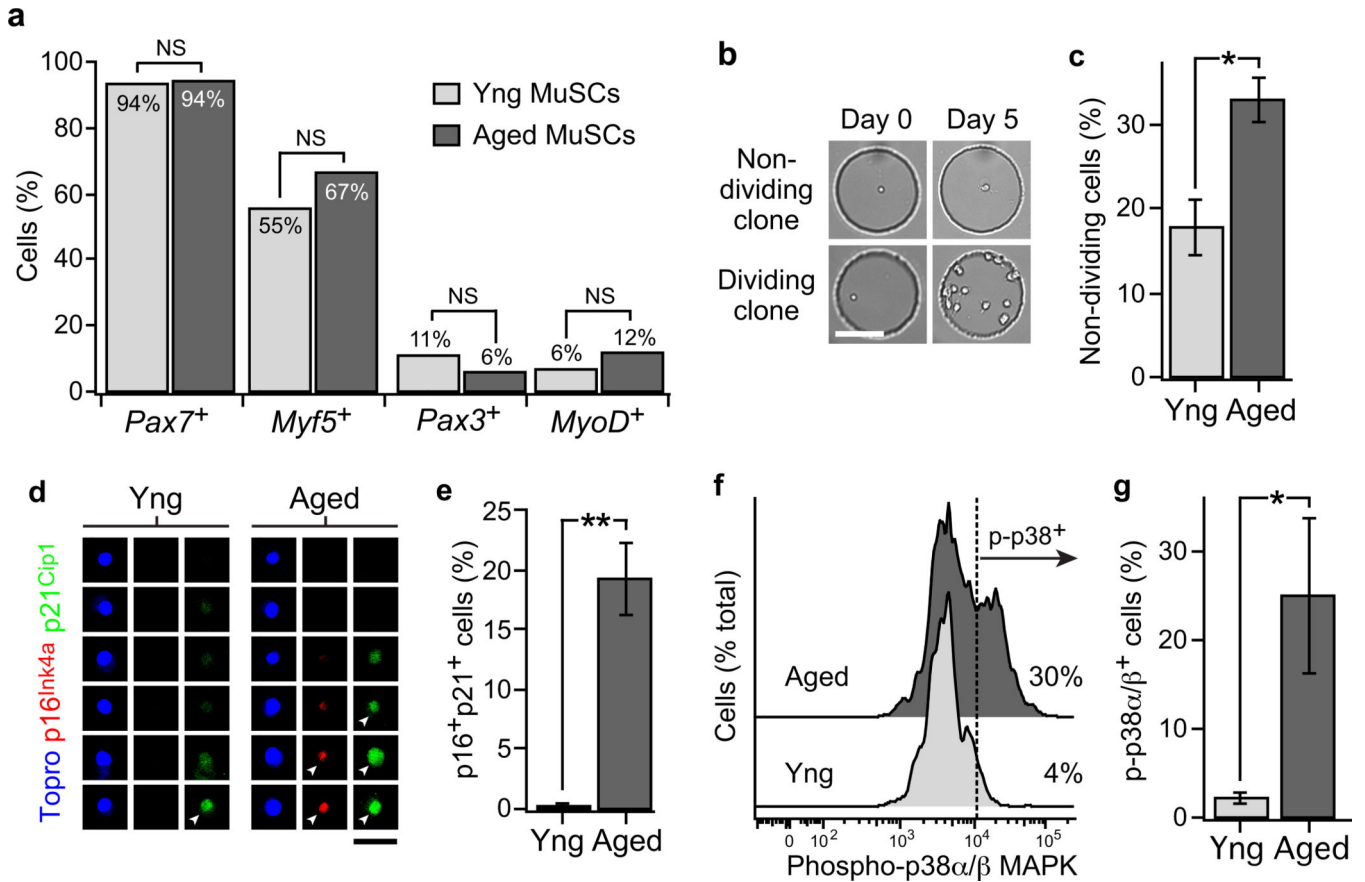 a
Cells (%)
100
80
60
40
20
0
NS
NS
NS
NS
94%
94%
55%
67%
11%
6%
6%
12%
Yng MuSCs
Aged MuSCs
Pax7⁺
Myf5⁺
Pax3⁺
MyoD⁺
b
Day 0
Day 5
Non-
dividing
clone
Dividing
clone
c
Non-dividing cells (%)
30
20
10
0
*
Yng
Aged
d
Yng
Aged
Topro p16Ink4a p21Cip1
e
p16⁺p21⁺ cells (%)
25
20
15
10
5
0
**
Yng
Aged
f
Cells (% total)
p-p38⁺
Aged
30%
Yng
4%
0
10²
10³
10⁴
10⁵
Phospho-p38α/β MAPK
g
p-p38α/β⁺ cells (%)
30
20
10
0
*
Yng
Aged